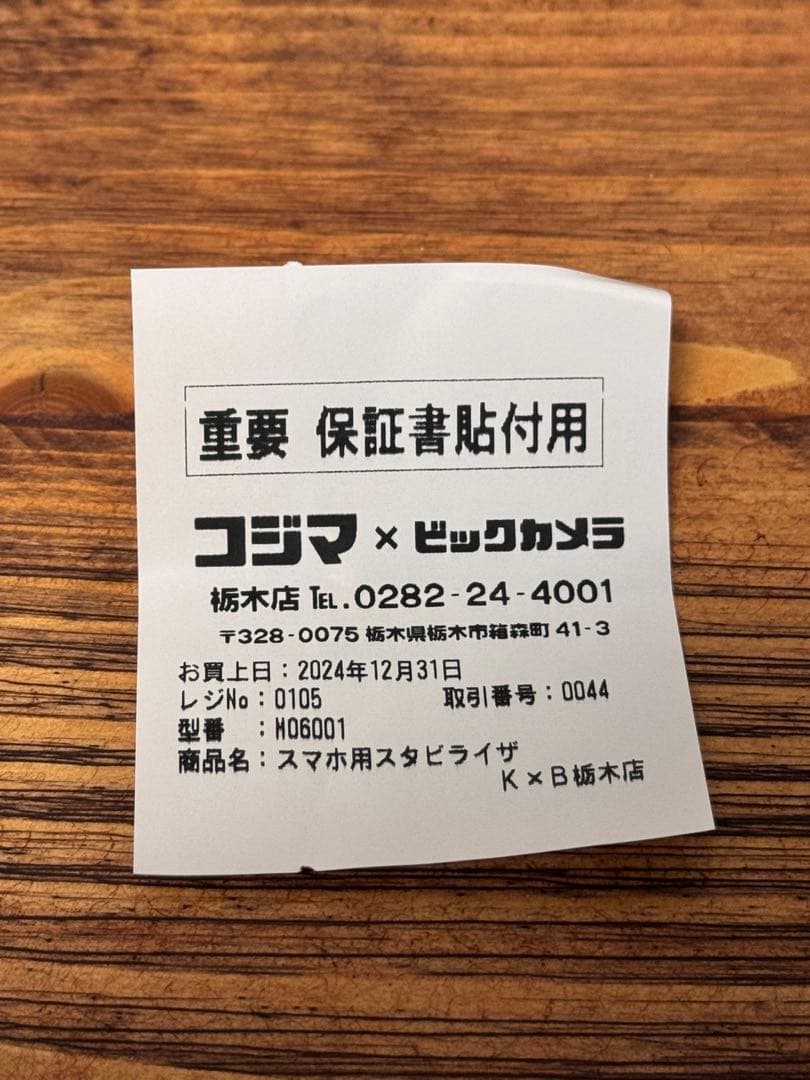 重要 保証書貼付用
コジマ×ビックカメラ
栃木店 TEL.0282-24-4001
〒328-0075 栃木県栃木市箱森町 41-3
お買上日：2024年12月31日
レジNo：0105 取引番号：0044
型番 ：M06001
商品名：スマホ用スタビライザ
K×B栃木店